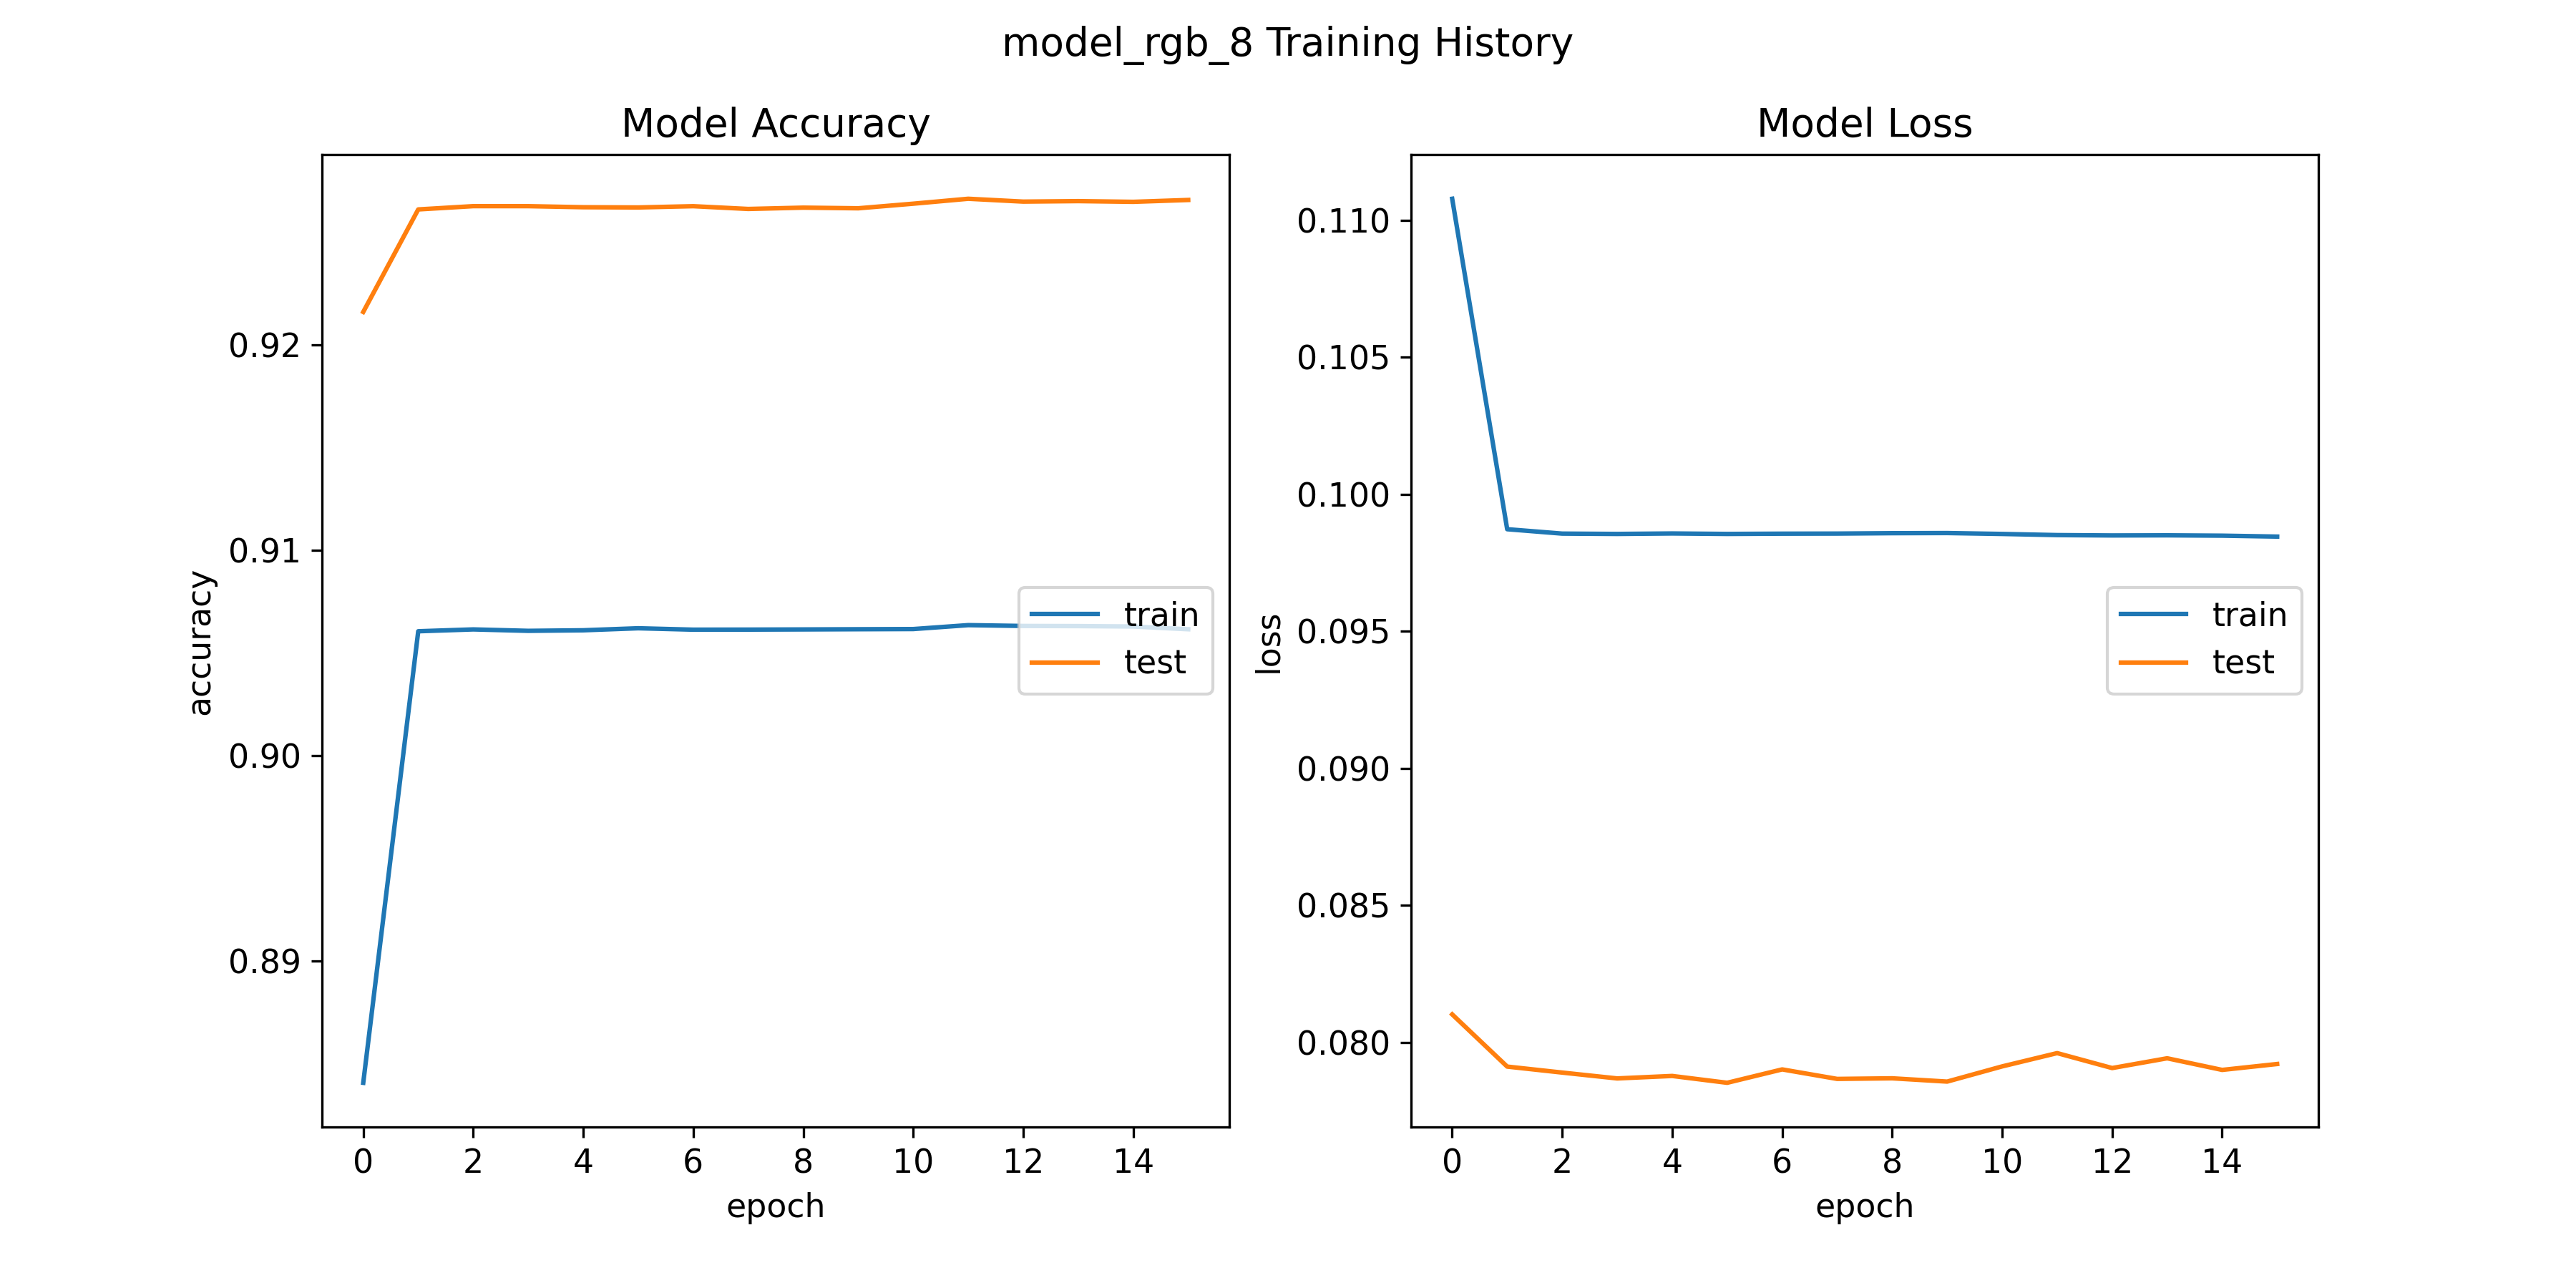 model_rgb_8 Training History
Model Accuracy
accuracy
0.92
0.91
0.90
0.89
train
test
0 2 4 6 8 10 12 14
epoch
Model Loss
loss
0.110
0.105
0.100
0.095
0.090
0.085
0.080
train
test
0 2 4 6 8 10 12 14
epoch